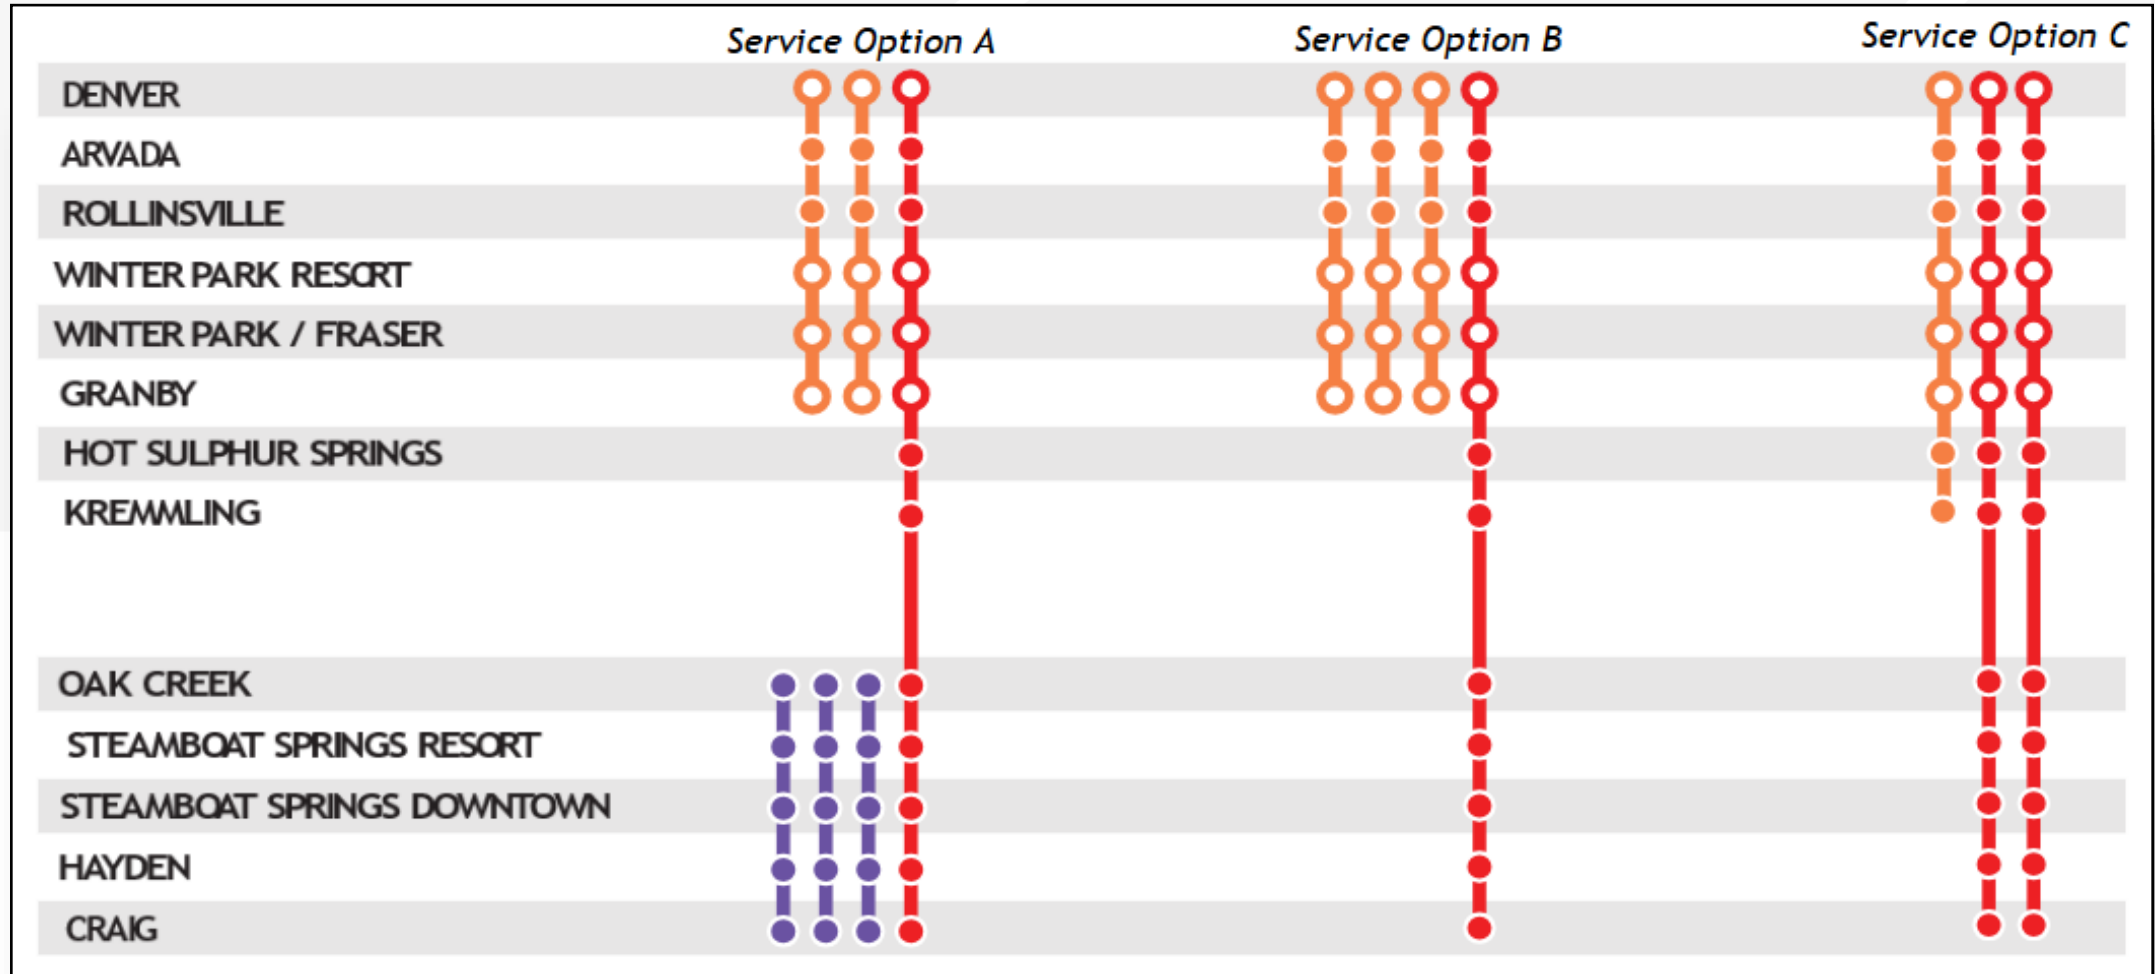 Service Option A Service Option B Service Option C
DENVER
ARVADA
ROLLINSVILLE
WINTER PARK RESORT
WINTER PARK / FRASER
GRANBY
HOT SULPHUR SPRINGS
KREMMLING
OAK CREEK
STEAMBOAT SPRINGS RESORT
STEAMBOAT SPRINGS DOWNTOWN
HAYDEN
CRAIG